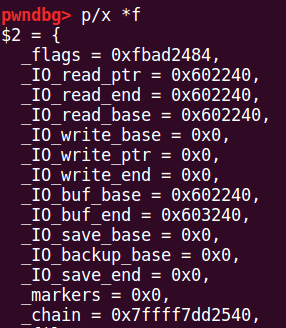 pwndbg> p/x *f
$2 = {
_flags = 0xfbad2484,
_IO_read_ptr = 0x602240,
_IO_read_end = 0x602240,
_IO_read_base = 0x602240,
_IO_write_base = 0x0,
_IO_write_ptr = 0x0,
_IO_write_end = 0x0,
_IO_buf_base = 0x602240,
_IO_buf_end = 0x603240,
_IO_save_base = 0x0,
_IO_backup_base = 0x0,
_IO_save_end = 0x0,
_markers = 0x0,
_chain = 0x7ffff7dd2540,